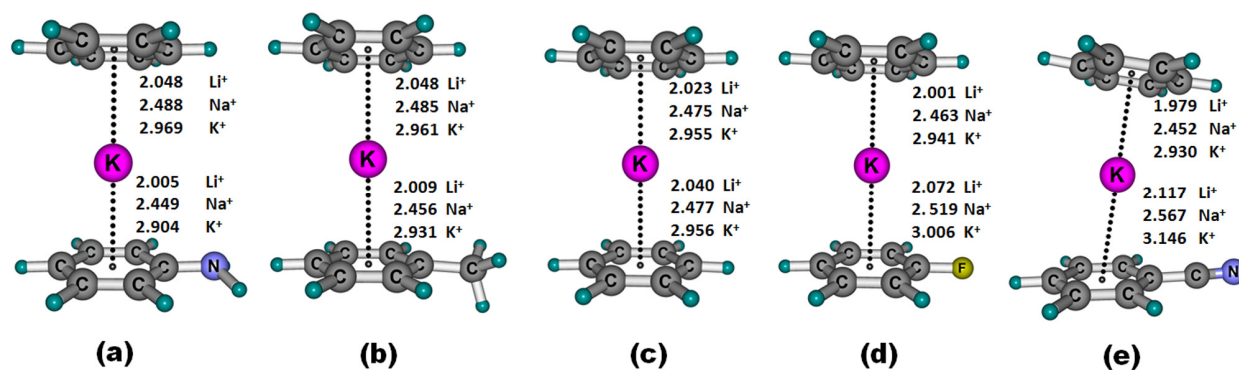 2.048 Li⁺
2.488 Na⁺
2.969 K⁺
K
2.005 Li⁺
2.449 Na⁺
2.904 K⁺
C C C C C C
C C C C C C N
(a)
2.048 Li⁺
2.485 Na⁺
2.961 K⁺
K
2.009 Li⁺
2.456 Na⁺
2.931 K⁺
C C C C C C
C C C C C C C
(b)
2.023 Li⁺
2.475 Na⁺
2.955 K⁺
K
2.040 Li⁺
2.477 Na⁺
2.956 K⁺
C C C C C C
C C C C C C
(c)
2.001 Li⁺
2.463 Na⁺
2.941 K⁺
K
2.072 Li⁺
2.519 Na⁺
3.006 K⁺
C C C C C C
C C C C C C F
(d)
1.979 Li⁺
2.452 Na⁺
2.930 K⁺
K
2.117 Li⁺
2.567 Na⁺
3.146 K⁺
C C C C C C
C C C C C C C N
(e)